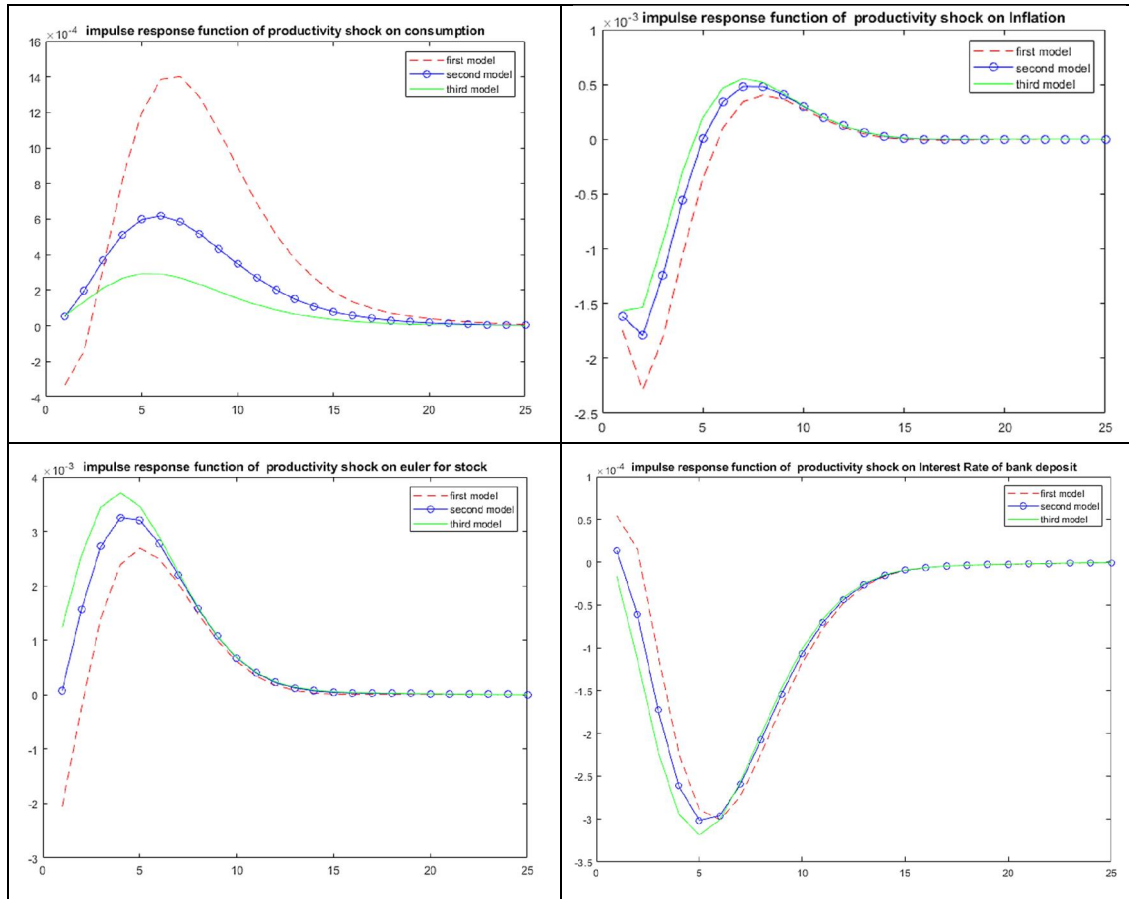 ×10⁻⁴ impulse response function of productivity shock on consumption
16
14
12
10
8
6
4
2
0
-2
-4
0 5 10 15 20 25
first model
second model
third model
×10⁻³ impulse response function of productivity shock on Inflation
1
0.5
0
-0.5
-1
-1.5
-2
-2.5
0 5 10 15 20 25
first model
second model
third model
×10⁻³ impulse response function of productivity shock on euler for stock
4
3
2
1
0
-1
-2
-3
0 5 10 15 20 25
first model
second model
third model
×10⁻⁴ impulse response function of productivity shock on Interest Rate of bank deposit
1
0.5
0
-0.5
-1
-1.5
-2
-2.5
-3
-3.5
0 5 10 15 20 25
first model
second model
third model